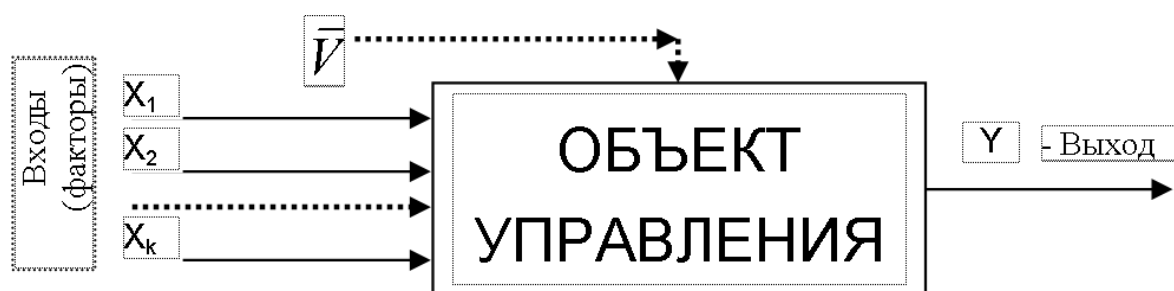 V̅
Входы
(факторы)
X₁
X₂
Xₖ
ОБЪЕКТ
УПРАВЛЕНИЯ
Y - Выход